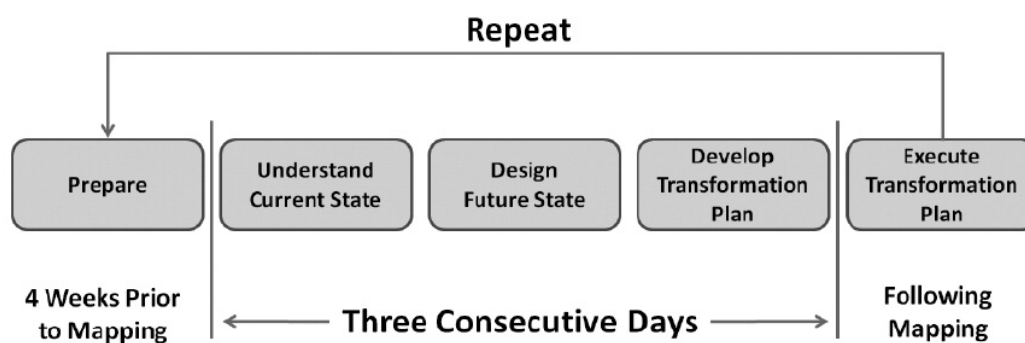 Repeat
Prepare
Understand
Current State
Design
Future State
Develop
Transformation
Plan
Execute
Transformation
Plan
4 Weeks Prior
to Mapping
Three Consecutive Days
Following
Mapping